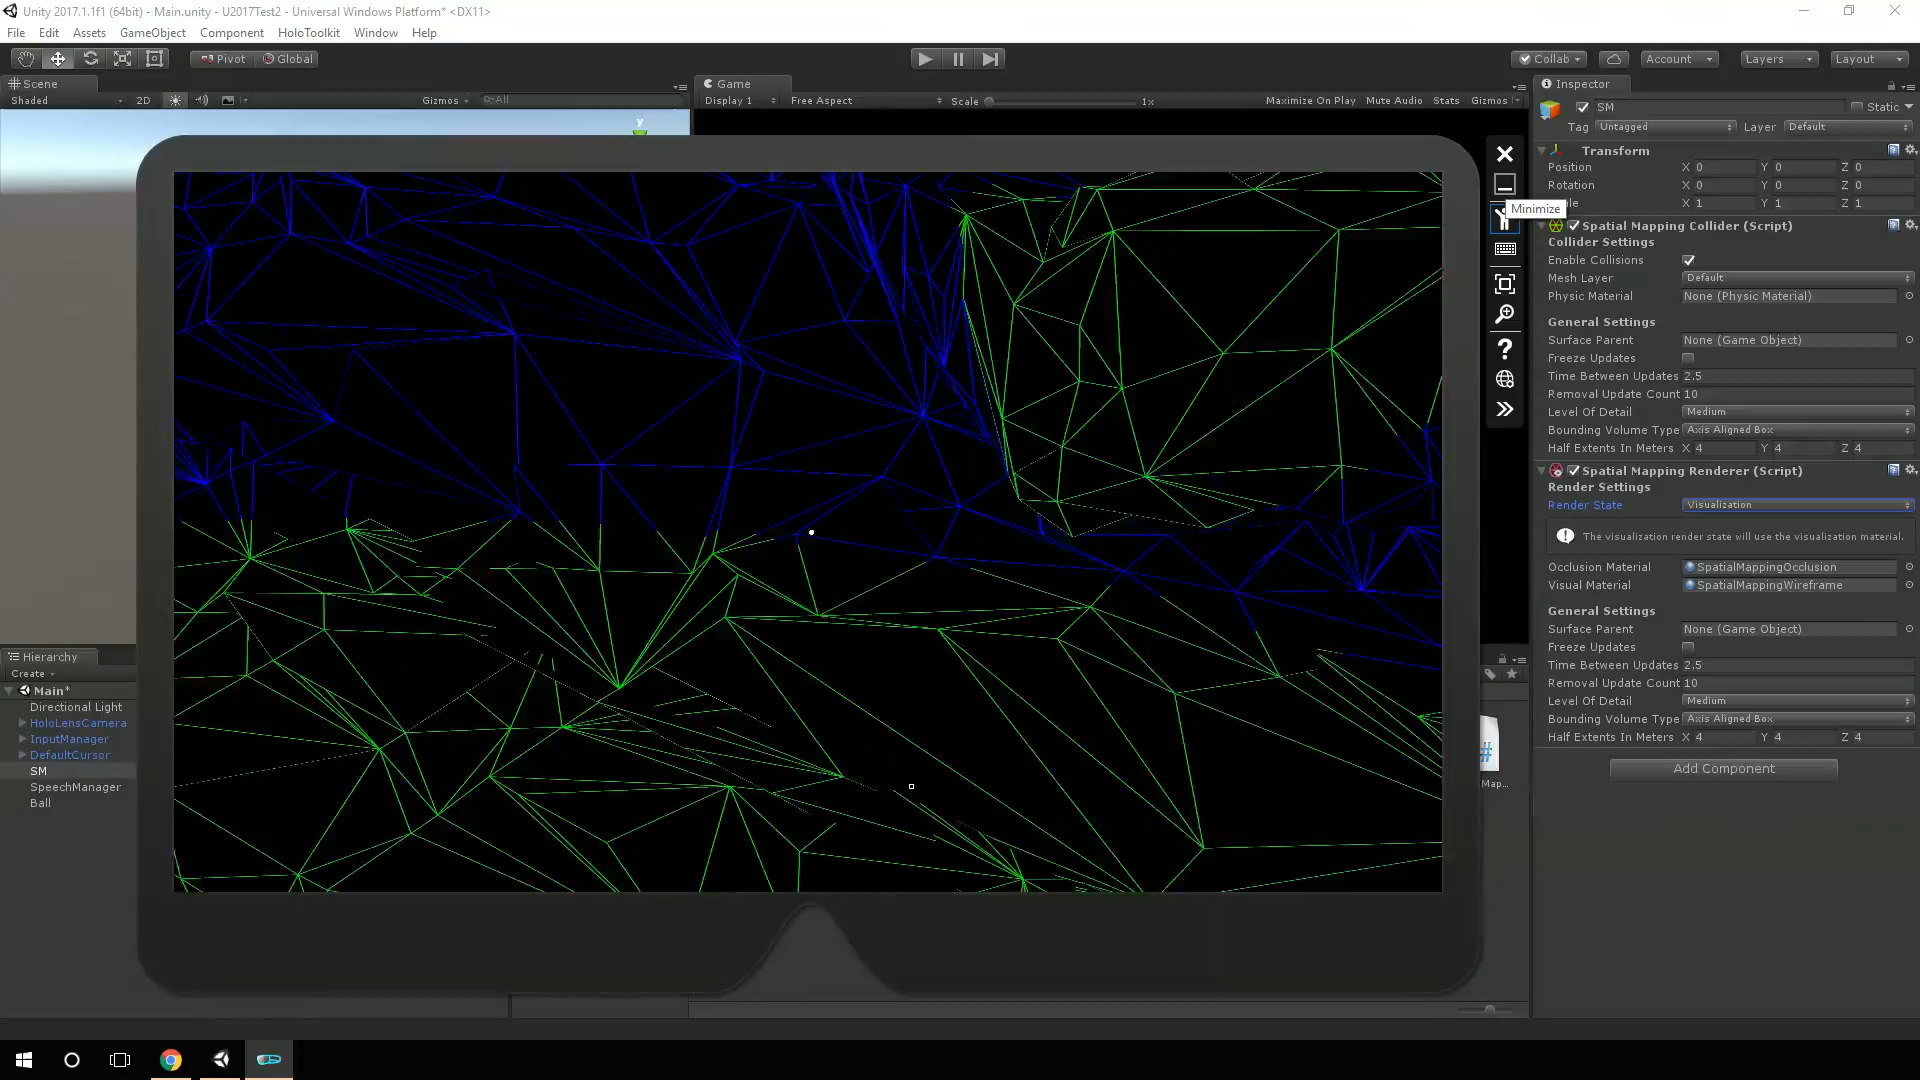 Unity 2017.1.1f1 (64bit) - Main.unity - U2017Test2 - Universal Windows Platform* <DX11>
File Edit Assets GameObject Component HoloToolkit Window Help
Pivot Global Collab Account Layers Layout
Scene
Shaded 2D Gizmos All
y
Game
Display 1 Free Aspect Scale 1x Maximize On Play Mute Audio Stats Gizmos
Minimize
Hierarchy
Create
Main*
Directional Light
HoloLensCamera
InputManager
DefaultCursor
SM
SpeechManager
Ball
Map...
Inspector
SM Static
Tag Untagged Layer Default
Transform
Position X 0 Y 0 Z 0
Rotation X 0 Y 0 Z 0
X 1 Y 1 Z 1
Spatial Mapping Collider (Script)
Collider Settings
Enable Collisions
Mesh Layer Default
Physic Material None (Physic Material)
General Settings
Surface Parent None (Game Object)
Freeze Updates
Time Between Updates 2.5
Removal Update Count 10
Level Of Detail Medium
Bounding Volume Type Axis Aligned Box
Half Extents In Meters X 4 Y 4 Z 4
Spatial Mapping Renderer (Script)
Render Settings
Render State Visualization
The visualization render state will use the visualization material.
Occlusion Material SpatialMappingOcclusion
Visual Material SpatialMappingWireframe
General Settings
Surface Parent None (Game Object)
Freeze Updates
Time Between Updates 2.5
Removal Update Count 10
Level Of Detail Medium
Bounding Volume Type Axis Aligned Box
Half Extents In Meters X 4 Y 4 Z 4
Add Component